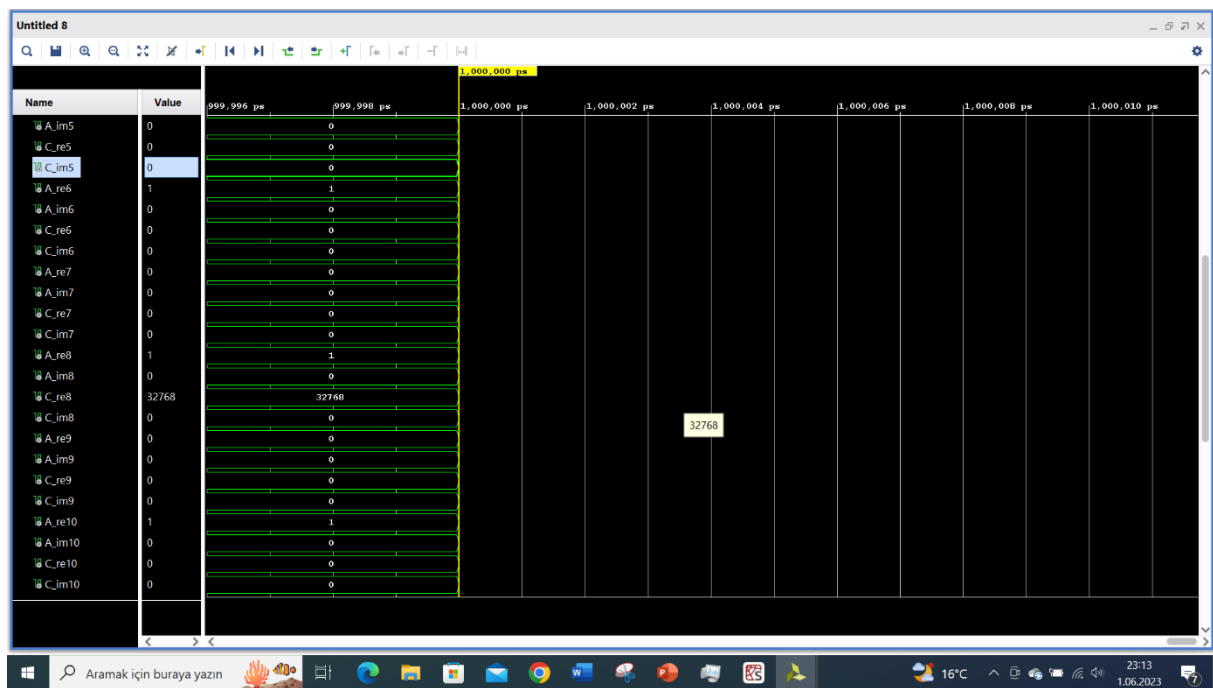 Untitled 8
1,000,000 ps
Name Value 999,996 ps 999,998 ps 1,000,000 ps 1,000,002 ps 1,000,004 ps 1,000,006 ps 1,000,008 ps 1,000,010 ps
A_im5 0 0
C_re5 0 0
C_im5 0 0
A_re6 1 1
A_im6 0 0
C_re6 0 0
C_im6 0 0
A_re7 0 0
A_im7 0 0
C_re7 0 0
C_im7 0 0
A_re8 1 1
A_im8 0 0
C_re8 32768 32768
C_im8 0 0
32768
A_re9 0 0
A_im9 0 0
C_re9 0 0
C_im9 0 0
A_re10 1 1
A_im10 0 0
C_re10 0 0
C_im10 0 0
Aramak için buraya yazın 16°C 23:13
1.06.2023
7